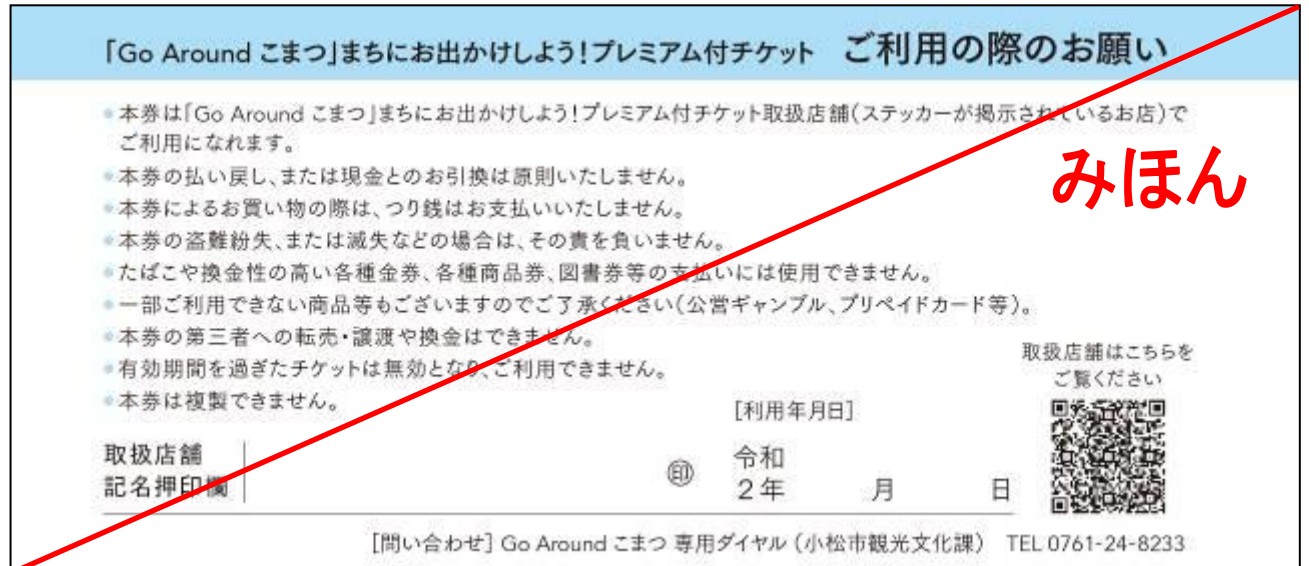 「Go Around こまつ」まちにお出かけしよう!プレミアム付チケット ご利用の際のお願い
みほん
●本券は「Go Around こまつ」まちにお出かけしよう!プレミアム付チケット取扱店舗(ステッカーが掲示されているお店)で
ご利用になれます。
●本券の払い戻し、または現金とのお引換は原則いたしません。
●本券によるお買い物の際は、つり銭はお支払いいたしません。
●本券の盗難紛失、または滅失などの場合は、その責を負いません。
●たばこや換金性の高い各種金券、各種商品券、図書券等の支払いには使用できません。
●一部ご利用できない商品等もございますのでご了承ください(公営ギャンブル、プリペイドカード等)。
●本券の第三者への転売・譲渡や換金はできません。
●有効期間を過ぎたチケットは無効となり、ご利用できません。
●本券は複製できません。
取扱店舗はこちらを
ご覧ください
[利用年月日]
取扱店舗
記名押印欄
㊞
令和
2年 月 日
[問い合わせ] Go Around こまつ 専用ダイヤル (小松市観光文化課) TEL 0761-24-8233